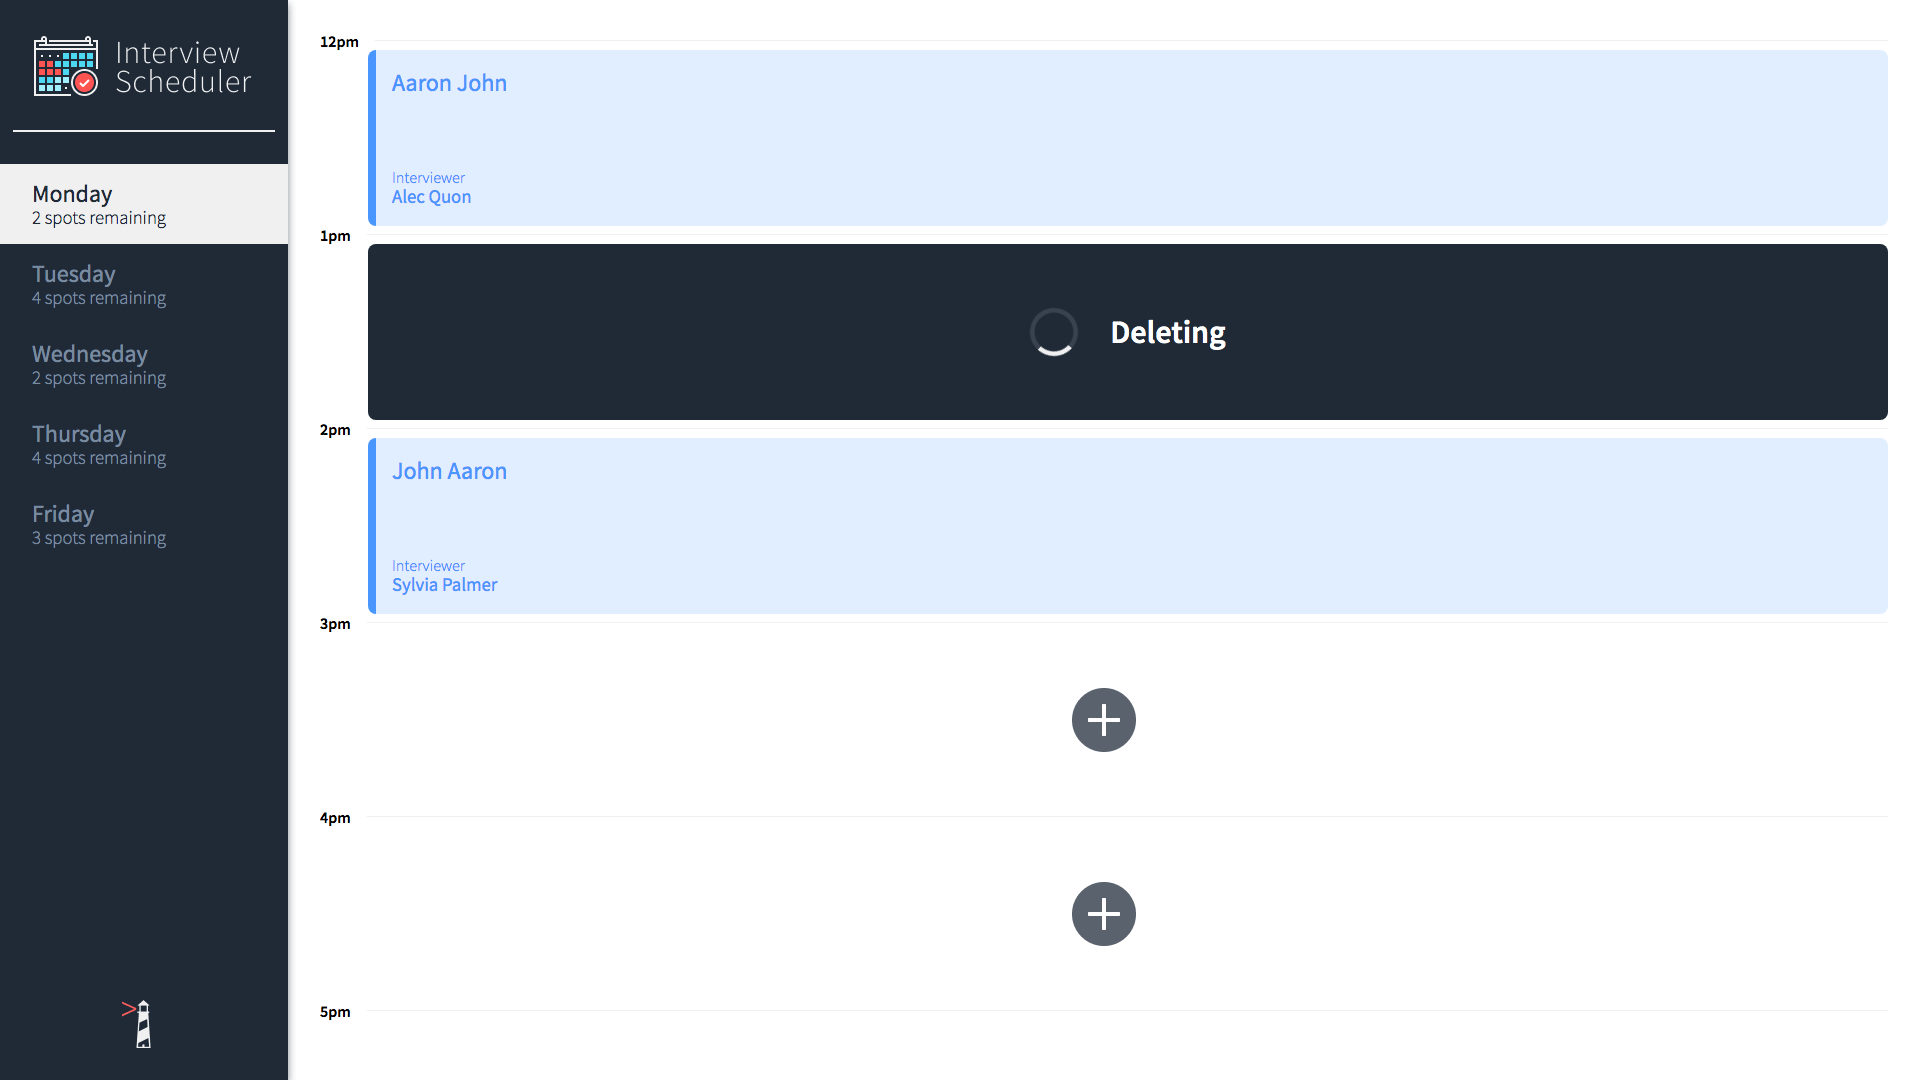 Interview
Scheduler
Monday
2 spots remaining
Tuesday
4 spots remaining
Wednesday
2 spots remaining
Thursday
4 spots remaining
Friday
3 spots remaining
12pm
Aaron John
Interviewer
Alec Quon
1pm
Deleting
2pm
John Aaron
Interviewer
Sylvia Palmer
3pm
4pm
5pm